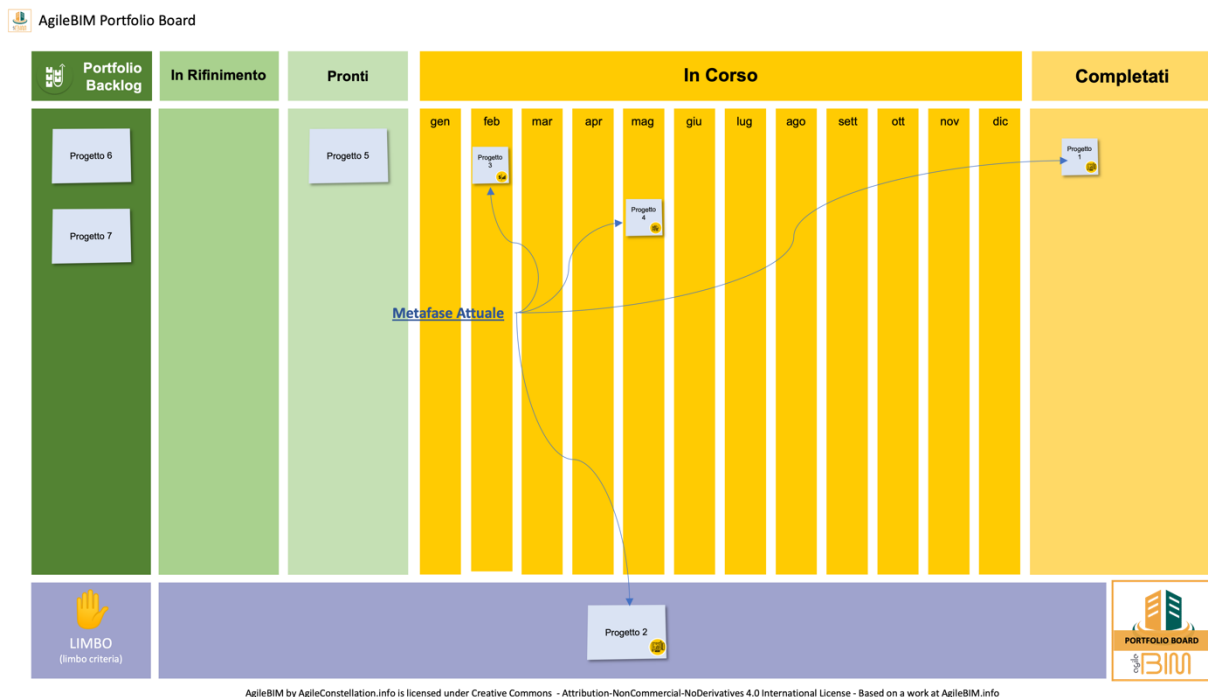 AgileBIM Portfolio Board
Portfolio
Backlog
In Rifinimento
Pronti
In Corso
Completati
gen
feb
mar
apr
mag
giu
lug
ago
sett
ott
nov
dic
Progetto 6
Progetto 5
Progetto
3
Progetto
1
Progetto
4
Progetto 7
Metafase Attuale
Progetto 2
LIMBO
(limbo criteria)
PORTFOLIO BOARD
agile
BIM
AgileBIM by AgileConstellation.info is licensed under Creative Commons - Attribution-NonCommercial-NoDerivatives 4.0 International License - Based on a work at AgileBIM.info